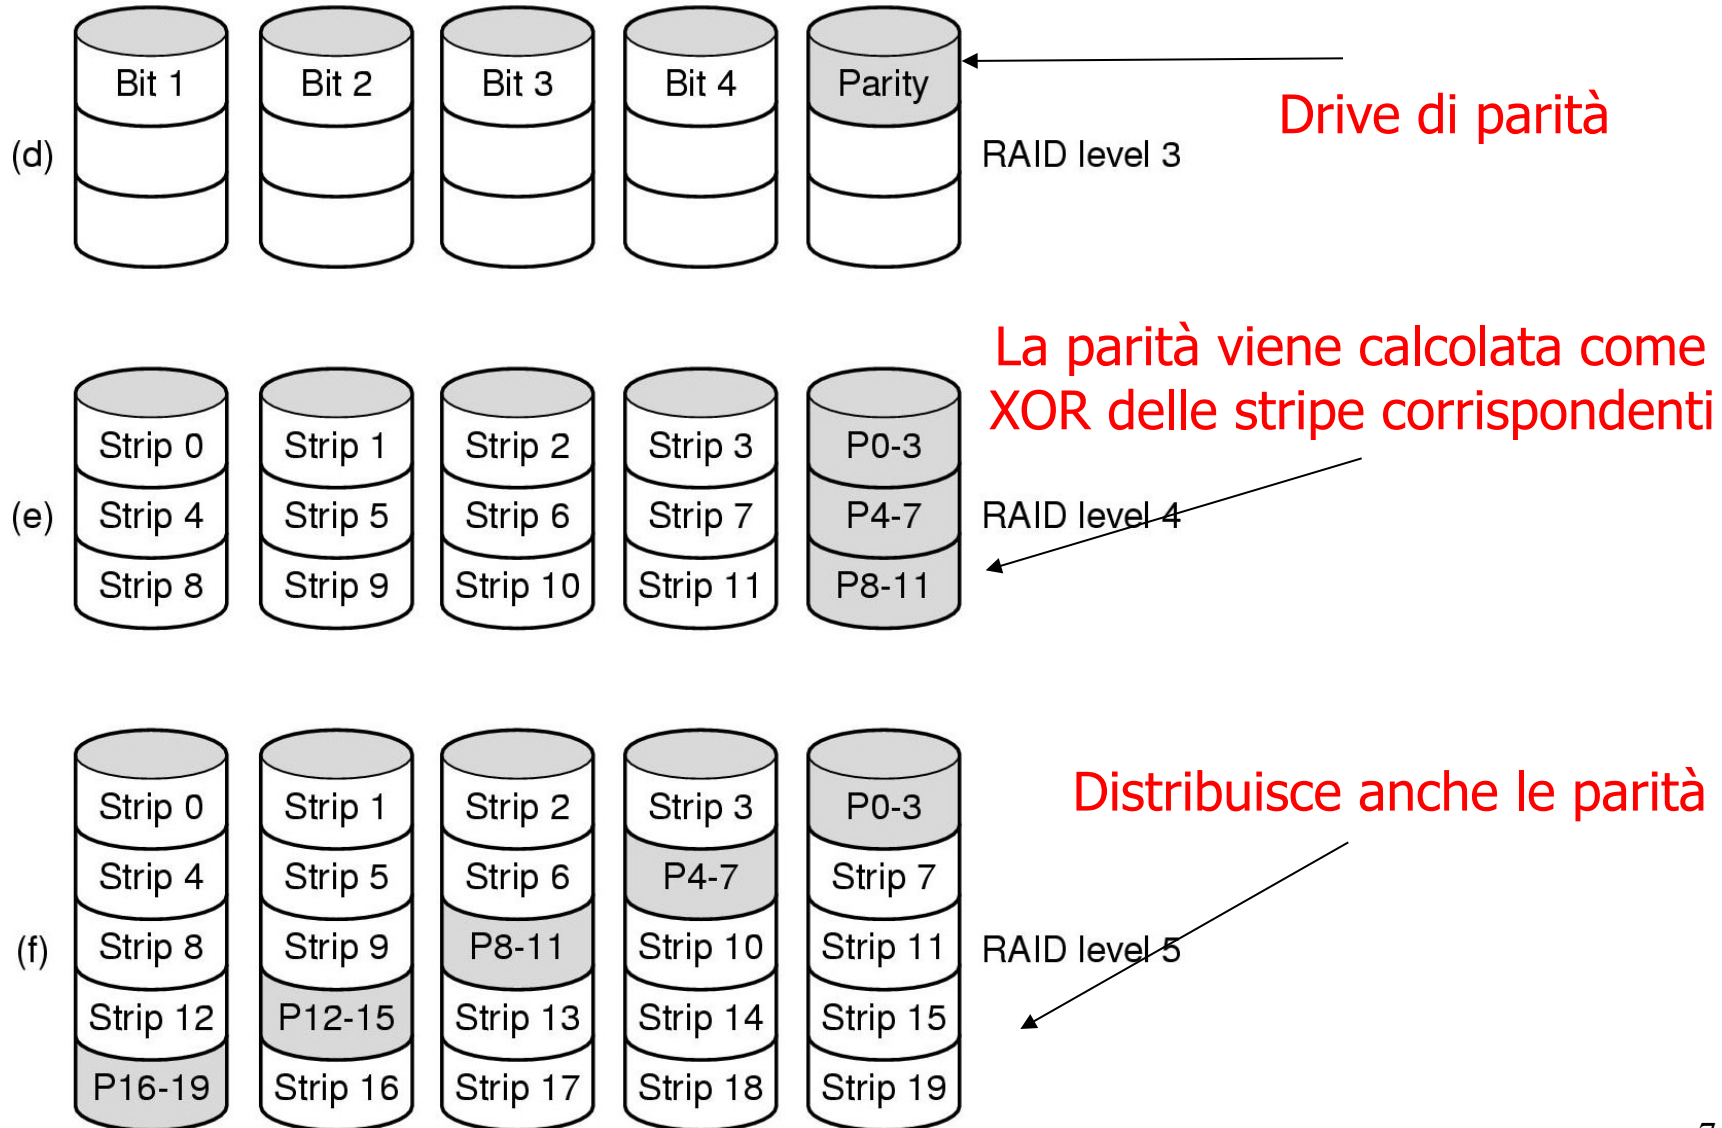 Bit 1 Bit 2 Bit 3 Bit 4 Parity
Drive di parità
(d) RAID level 3
La parità viene calcolata come
XOR delle stripe corrispondenti
Strip 0 Strip 1 Strip 2 Strip 3 P0-3
(e) Strip 4 Strip 5 Strip 6 Strip 7 P4-7 RAID level 4
Strip 8 Strip 9 Strip 10 Strip 11 P8-11
Distribuisce anche le parità
Strip 0 Strip 1 Strip 2 Strip 3 P0-3
Strip 4 Strip 5 Strip 6 P4-7 Strip 7
(f) Strip 8 Strip 9 P8-11 Strip 10 Strip 11 RAID level 5
Strip 12 P12-15 Strip 13 Strip 14 Strip 15
P16-19 Strip 16 Strip 17 Strip 18 Strip 19